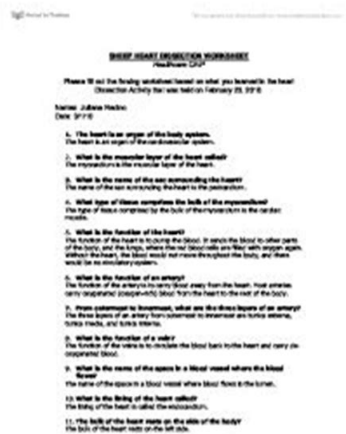 SHEEP HEART DISSECTION WORKSHEET
Healthcare
Please fill out the worksheet based on what you learned in the heart
Dissection Activity that was held on February
Name: Juliana
Date:
1. The heart is an organ of the body system.
The heart is an organ of the cardiovascular system.
2. What is the muscular layer of the heart called?
The myocardium is the muscular layer of the heart.
3. What is the name of the sac surrounding the heart?
The name of the sac surrounding the heart is the pericardium.
4. What type of tissue comprises the bulk of the myocardium?
The type of tissue comprised by the bulk of the myocardium is the cardiac
muscle.
5. What is the function of the heart?
The function of the heart is to pump the blood. It sends the blood to other parts
of the body, and the lungs, where the red blood cells are filled with oxygen again.
Without the heart, the blood would not move throughout the body, and there
would be no circulatory system.
6. What is the function of an artery?
The function of the artery is to carry blood away from the heart. Most arteries
carry oxygenated (oxygen-rich) blood from the heart to the rest of the body.
7. From outermost to innermost, what are the three layers of an artery?
The three layers of an artery from outermost to innermost are tunica externa,
tunica media, and tunica interna.
8. What is the function of a vein?
The function of the veins is to circulate the blood back to the heart and carry de-
oxygenated blood.
9. What is the name of the space in a blood vessel where the blood
flows?
The name of the space in a blood vessel where blood flows is the lumen.
10. What is the lining of the heart called?
The lining of the heart is called the endocardium.
11. The bulk of the heart rests on the side of the body?
The bulk of the heart rests on the left side.